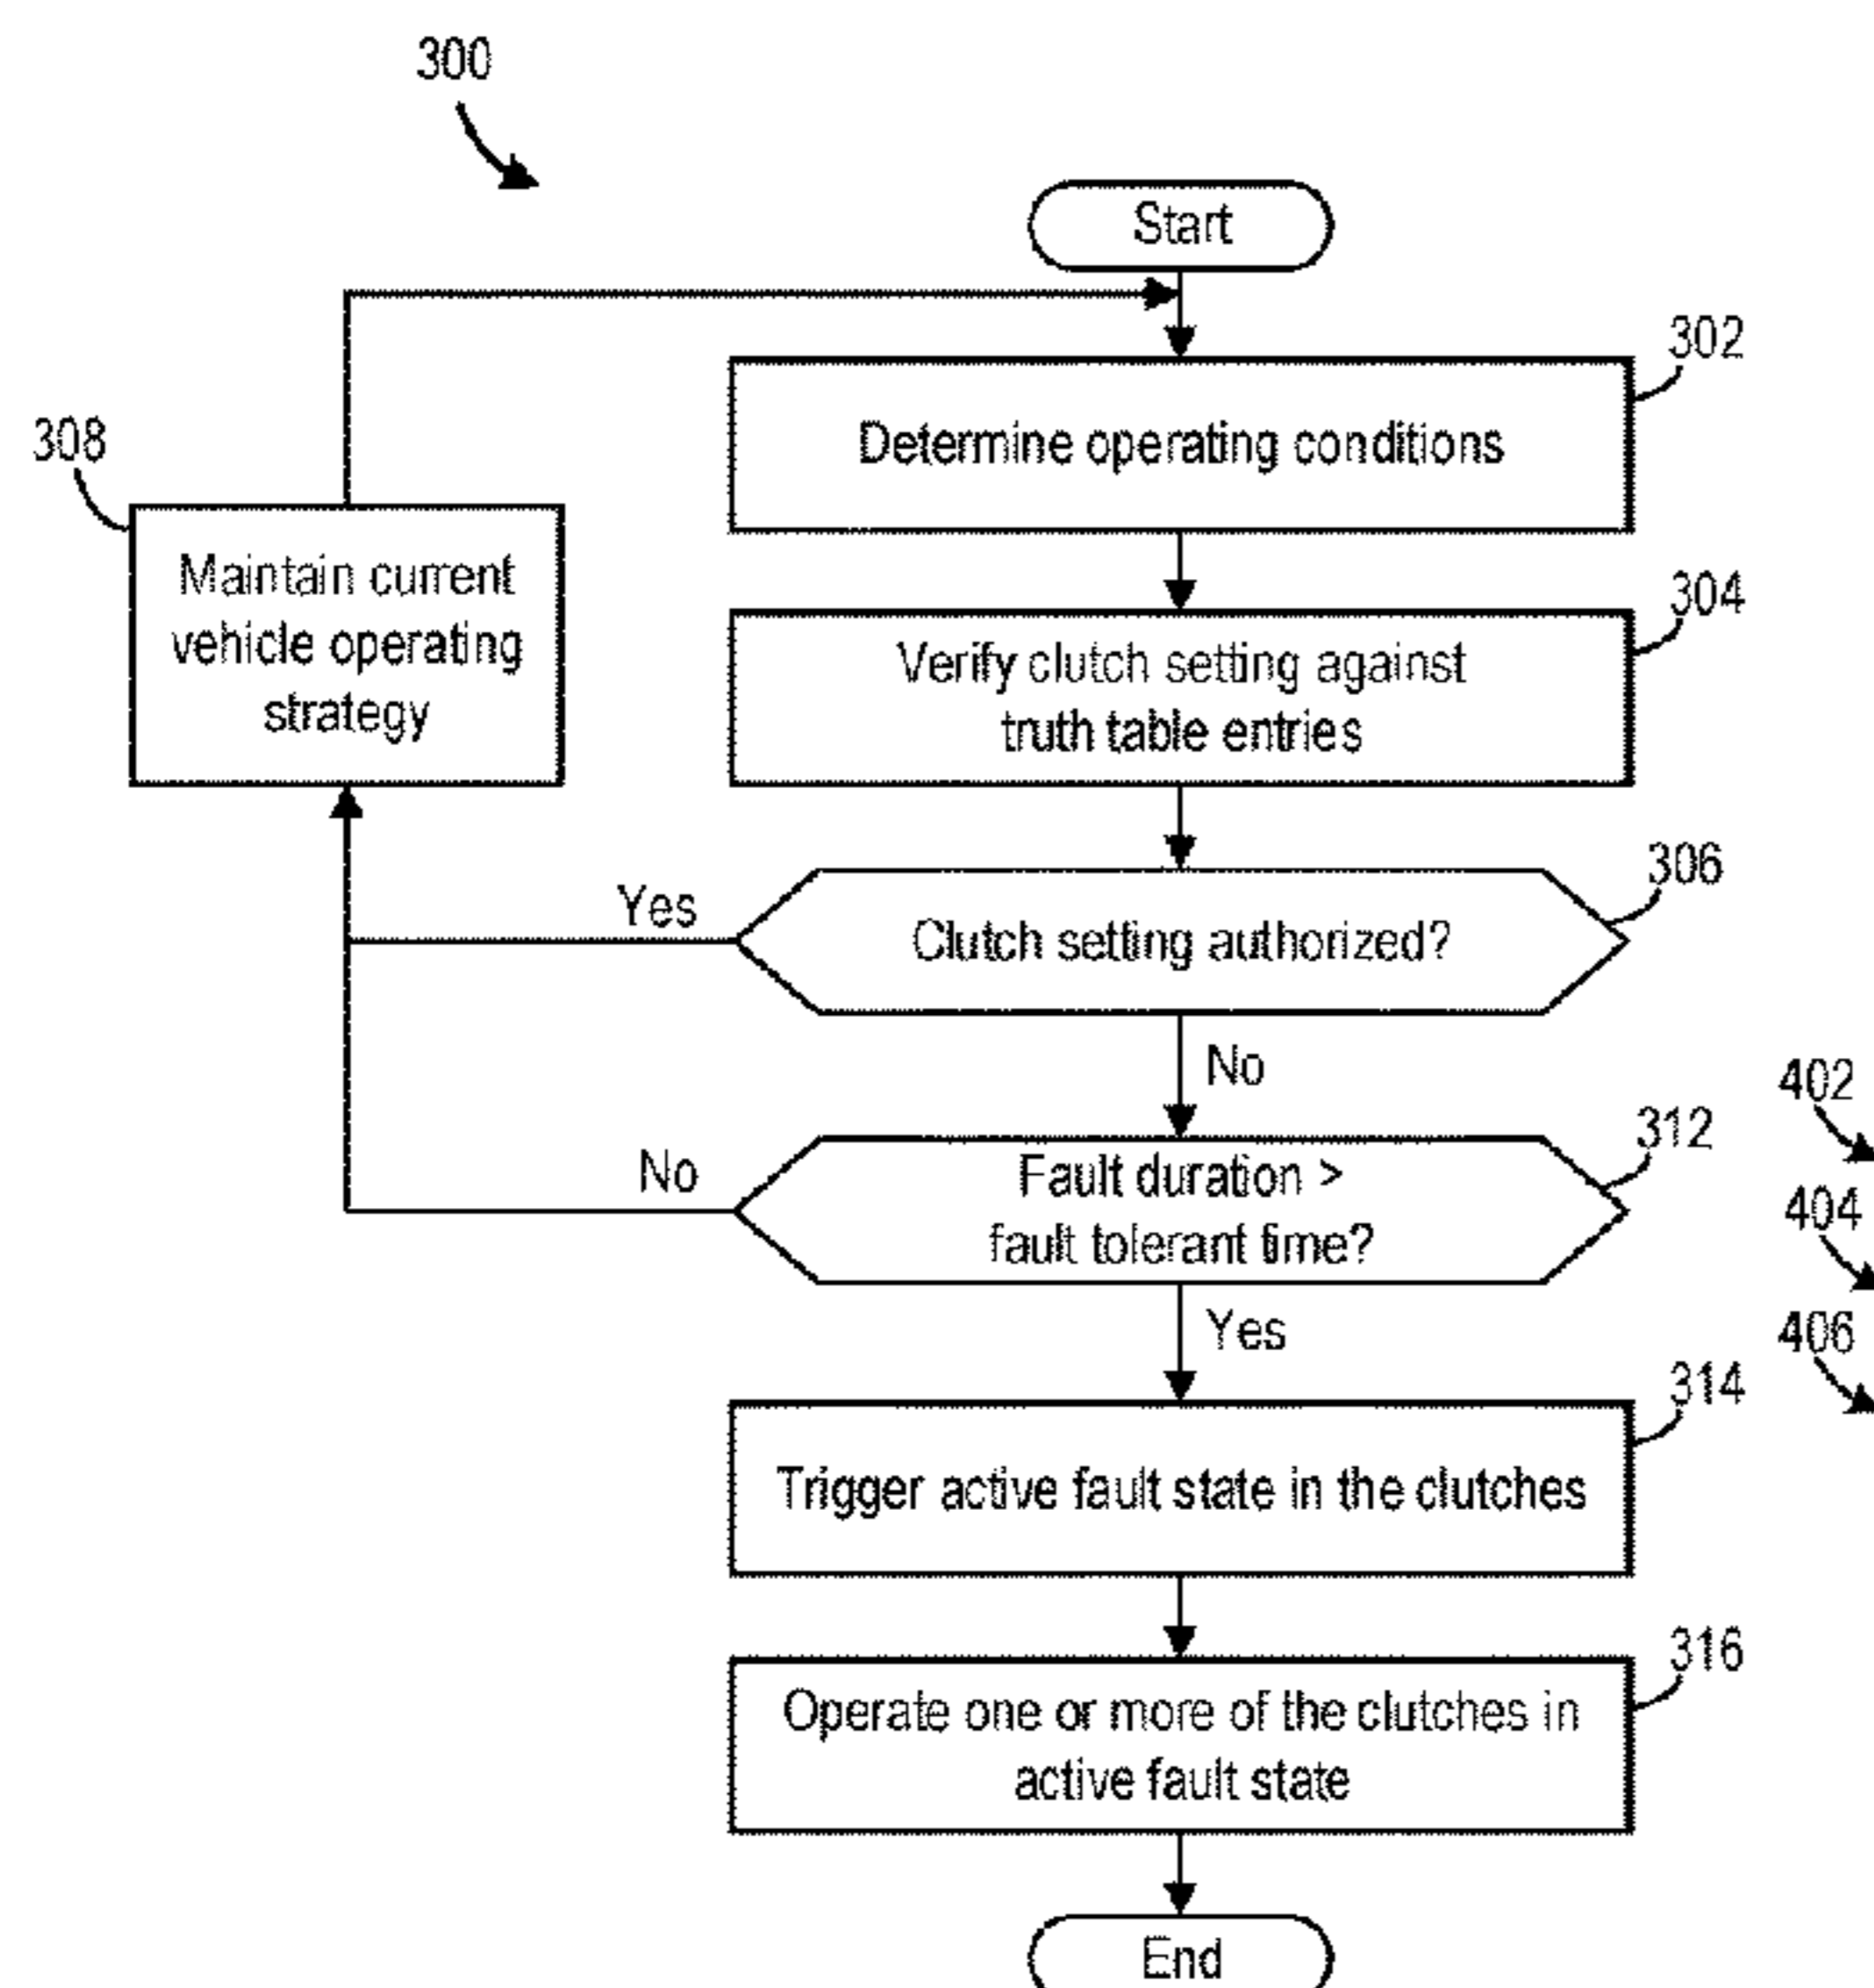 300
Start
302
Determine operating conditions
308
Maintain current
vehicle operating
strategy
304
Verify clutch setting against
truth table entries
306
Yes
Clutch setting authorized?
No
402
312
No
Fault duration >
fault tolerant time?
404
Yes
406
314
Trigger active fault state in the clutches
316
Operate one or more of the clutches in
active fault state
End